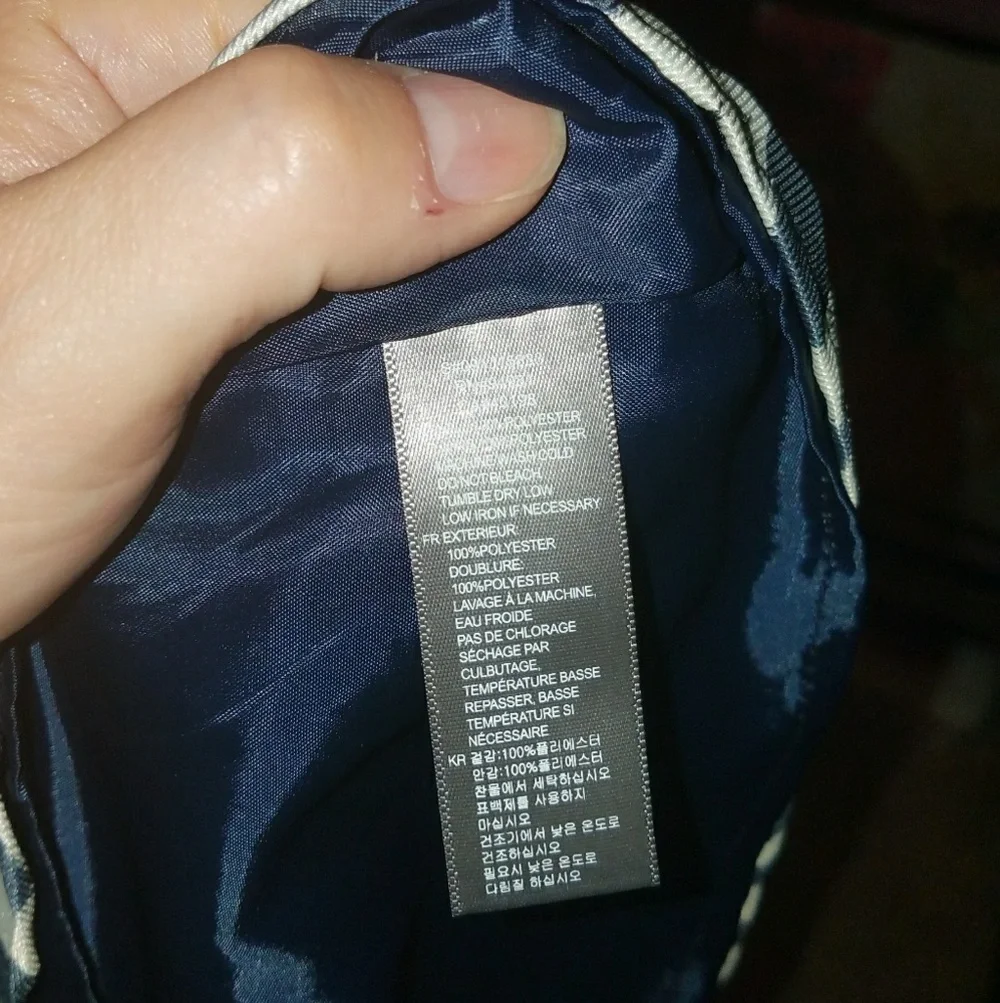 POLYESTER
POLYESTER
WASH COLD
DO NOT BLEACH
TUMBLE DRY LOW
LOW IRON IF NECESSARY
FR EXTERIEUR:
100%POLYESTER
DOUBLURE:
100%POLYESTER
LAVAGE À LA MACHINE,
EAU FROIDE
PAS DE CHLORAGE
SÉCHAGE PAR
CULBUTAGE,
TEMPÉRATURE BASSE
REPASSER, BASSE
TEMPÉRATURE SI
NÉCESSAIRE
KR 겉감:100%폴리에스터
안감:100%폴리에스터
찬물에서 세탁하십시오
표백제를 사용하지
마십시오
건조기에서 낮은 온도로
건조하십시오
필요시 낮은 온도로
다림질 하십시오